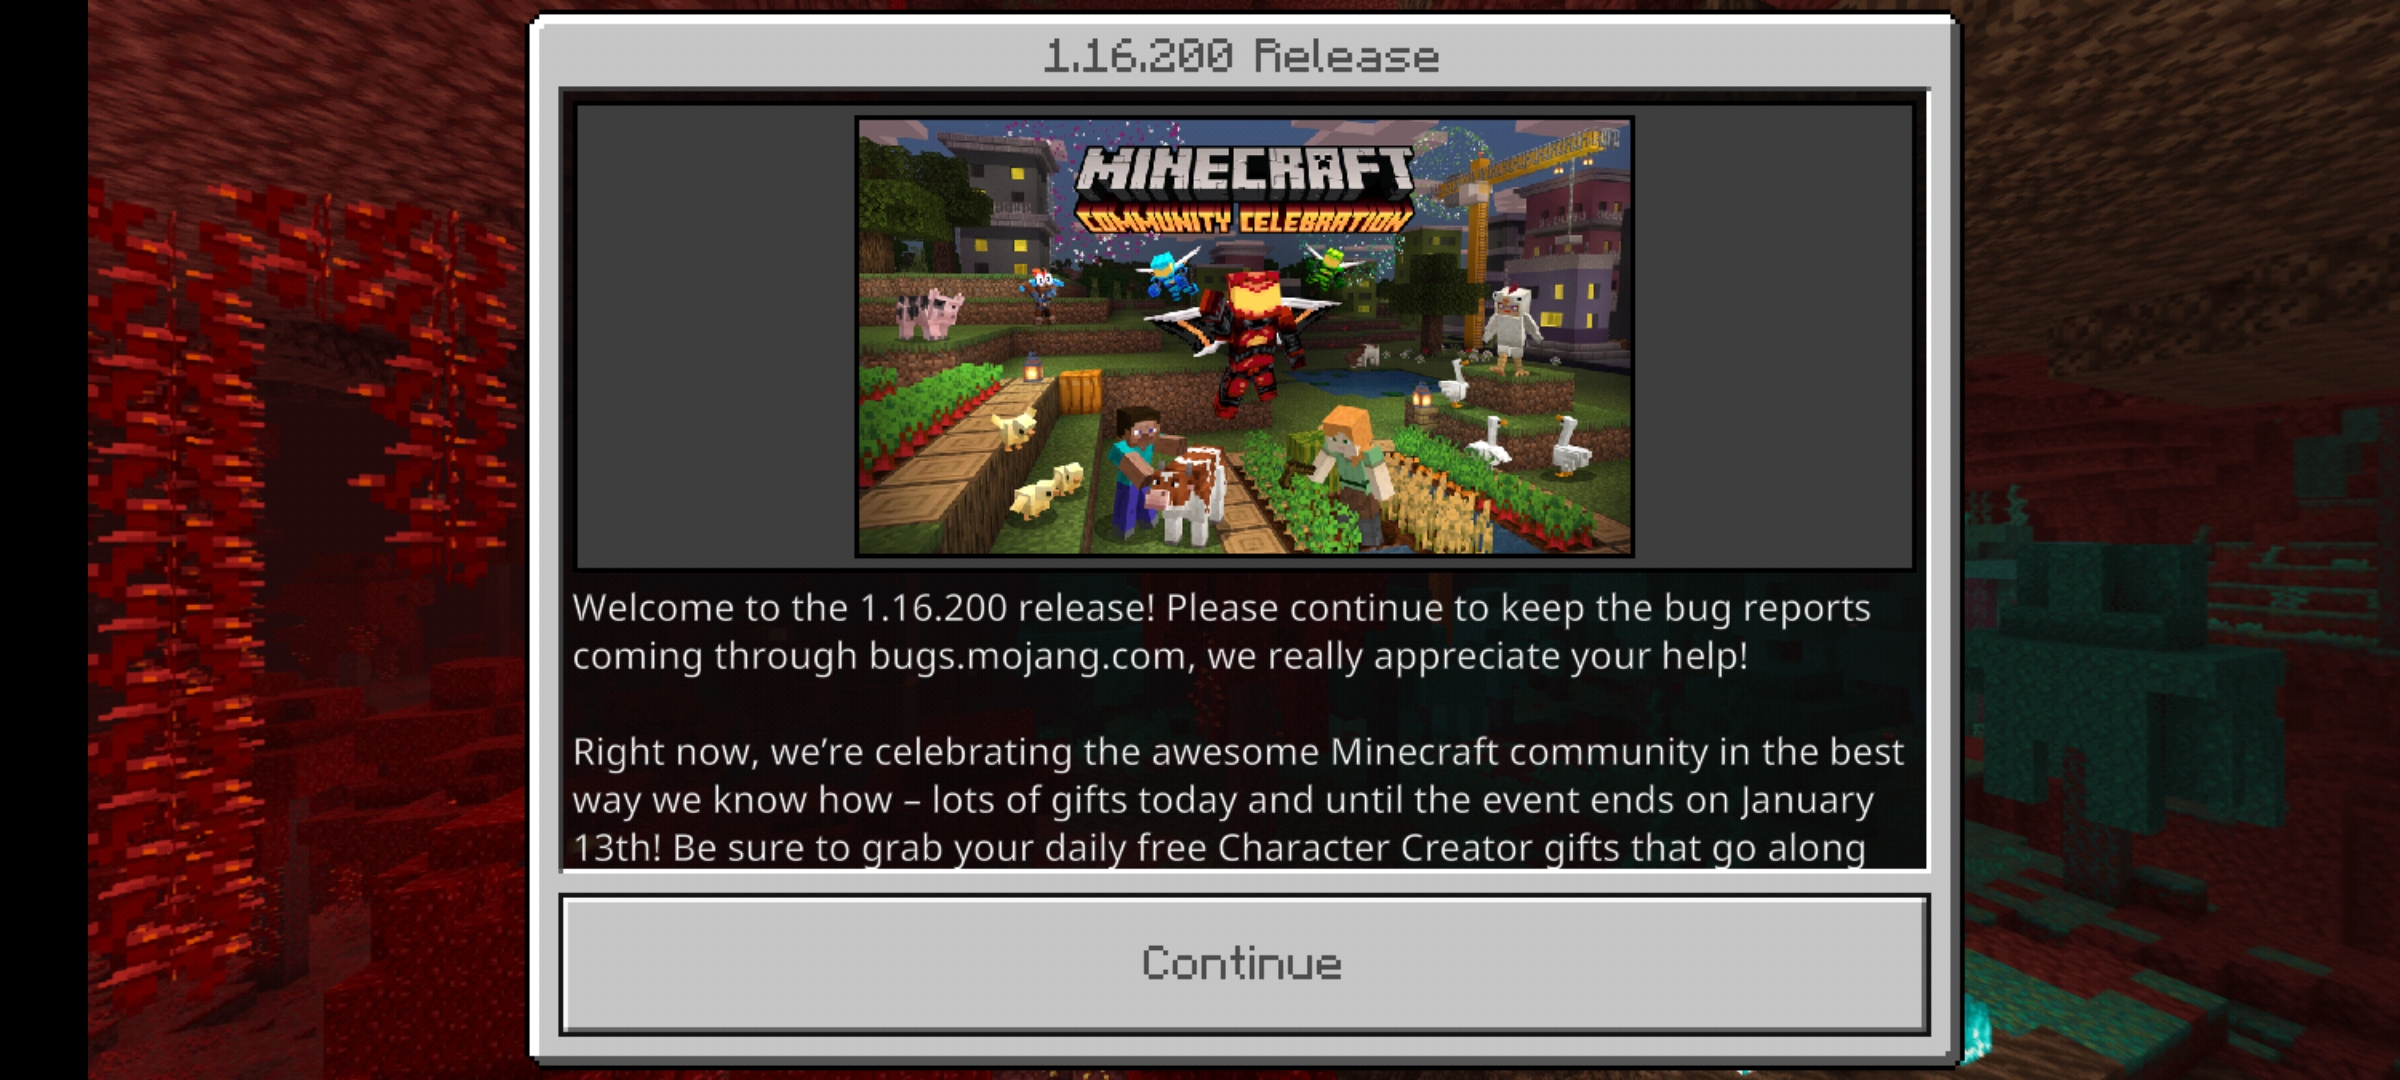 1.16.200 Release
MINECRAFT
COMMUNITY CELEBRATION
Welcome to the 1.16.200 release! Please continue to keep the bug reports
coming through bugs.mojang.com, we really appreciate your help!
Right now, we’re celebrating the awesome Minecraft community in the best
way we know how – lots of gifts today and until the event ends on January
13th! Be sure to grab your daily free Character Creator gifts that go along
Continue